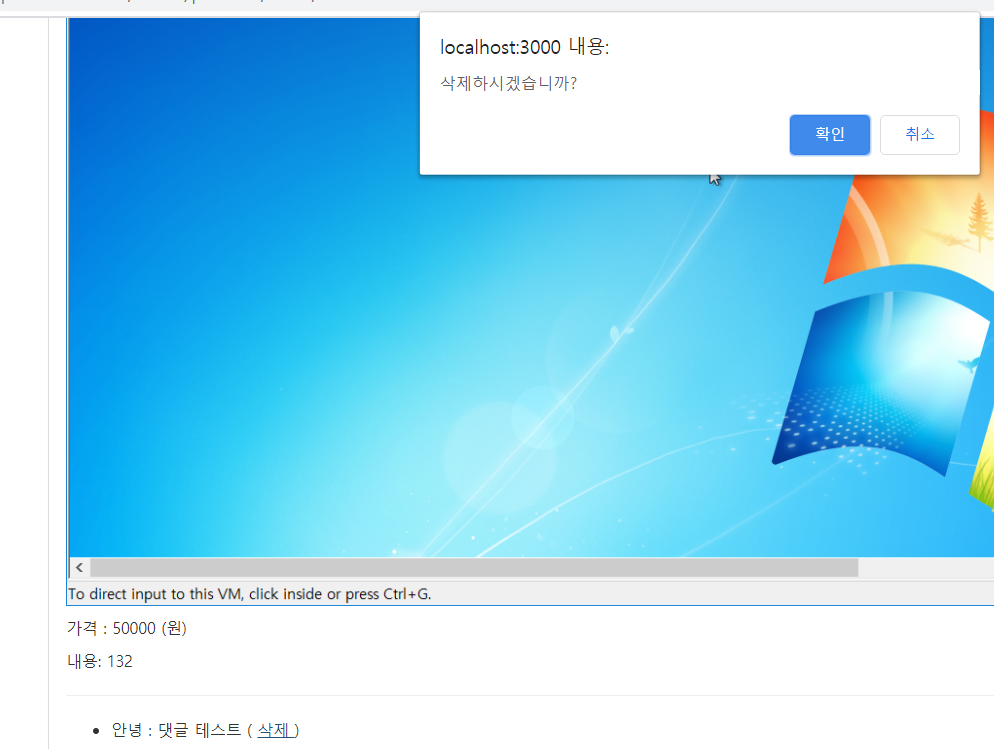 localhost:3000 내용:
삭제하시겠습니까?
확인 취소
To direct input to this VM, click inside or press Ctrl+G.
가격 : 50000 (원)
내용: 132
안녕 : 댓글 테스트 ( 삭제 )